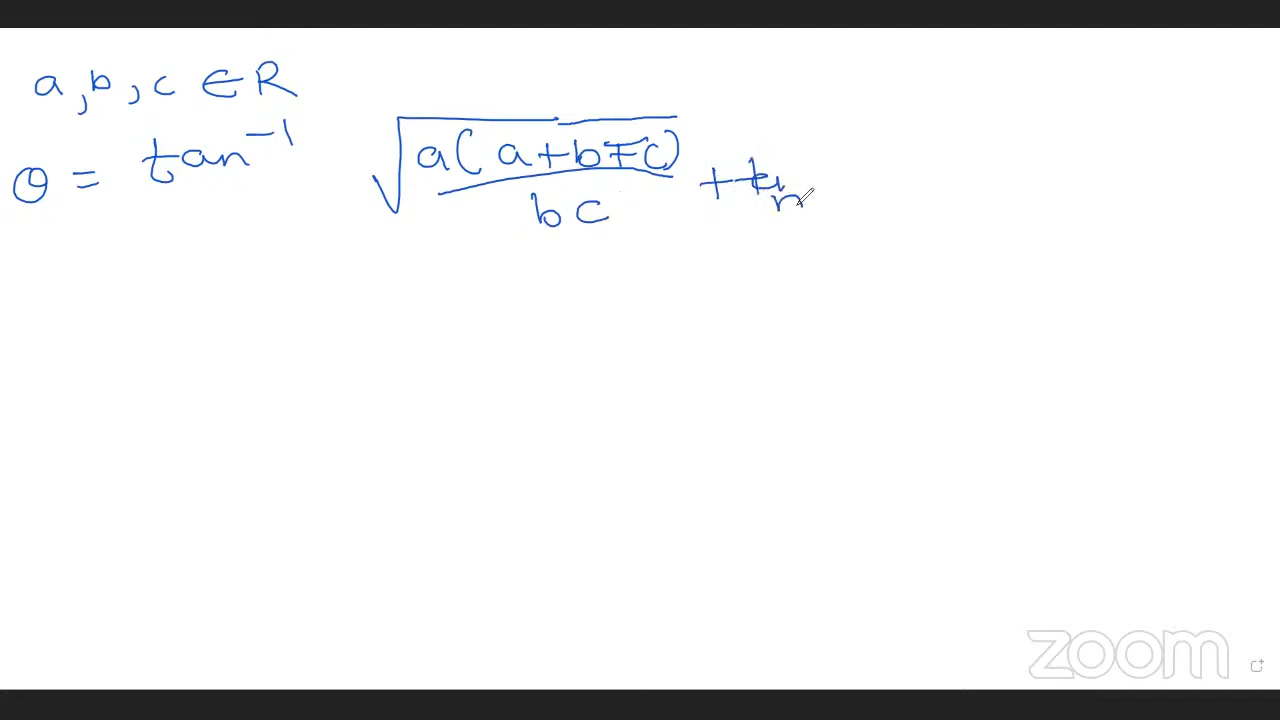 a, b, c ∈ R
θ = tan⁻¹ √(a(a+b+c)/bc) +
zoom